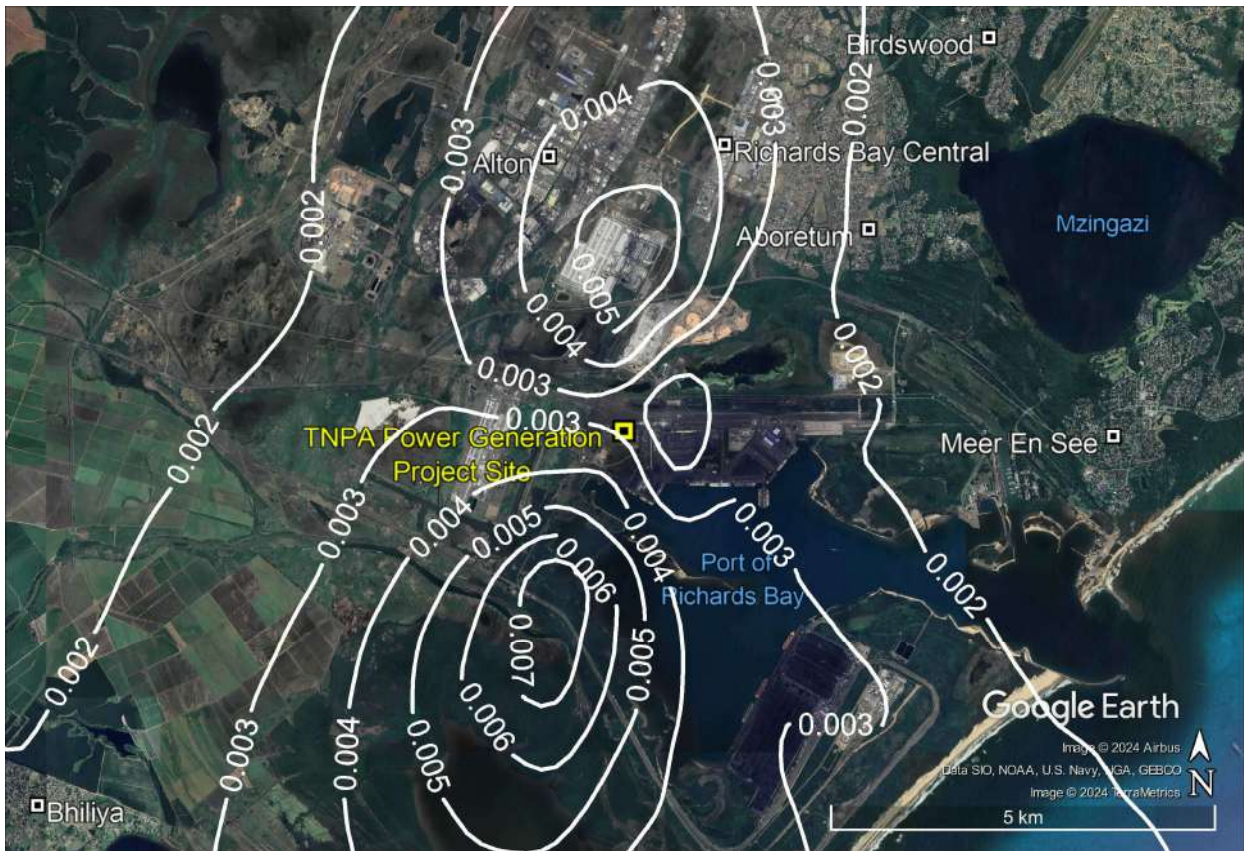 Birdswood
0.004
0.003
0.002
0.003
Alton
Richards Bay Central
0.002
Aboretum
Mzingazi
0.005
0.004
0.002
0.003
0.002
0.003
TNPA Power Generation
Project Site
Meer En See
0.003
0.004
0.005
0.003
0.004
0.006
Port of
Richards Bay
0.002
0.007
0.005
0.002
0.006
0.003
0.004
0.005
0.003
Google Earth
Image © 2024 Airbus
Data SIO, NOAA, U.S. Navy, NGA, GEBCO
Image © 2024 TerraMetrics
N
Bhiliya
5 km